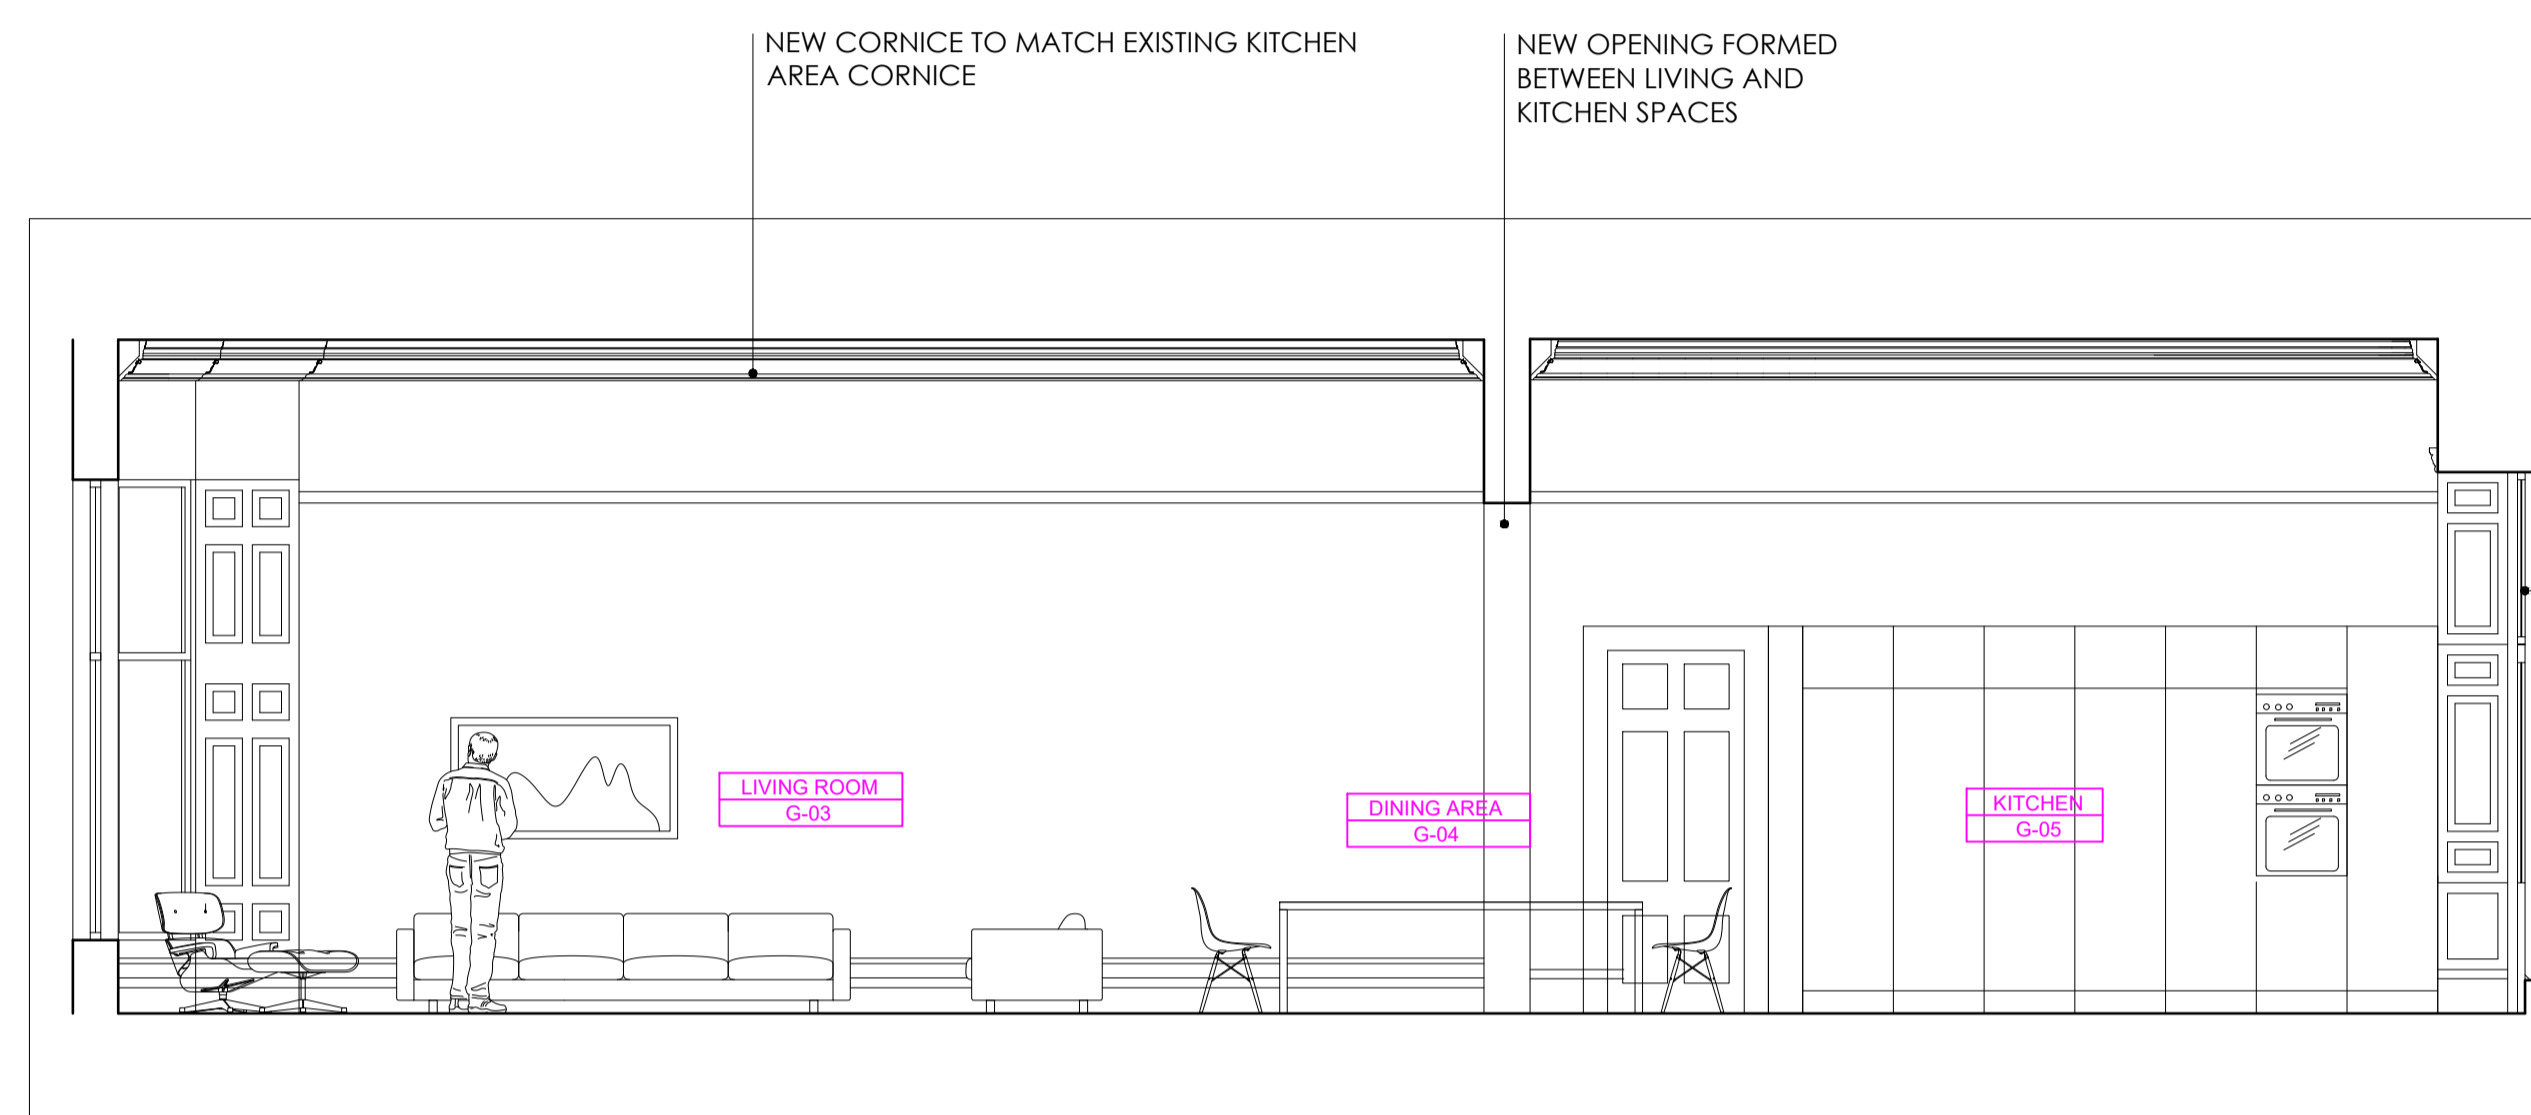 NEW CORNICE TO MATCH EXISTING KITCHEN
AREA CORNICE
NEW OPENING FORMED
BETWEEN LIVING AND
KITCHEN SPACES
LIVING ROOM
G-03
DINING AREA
G-04
KITCHEN
G-05